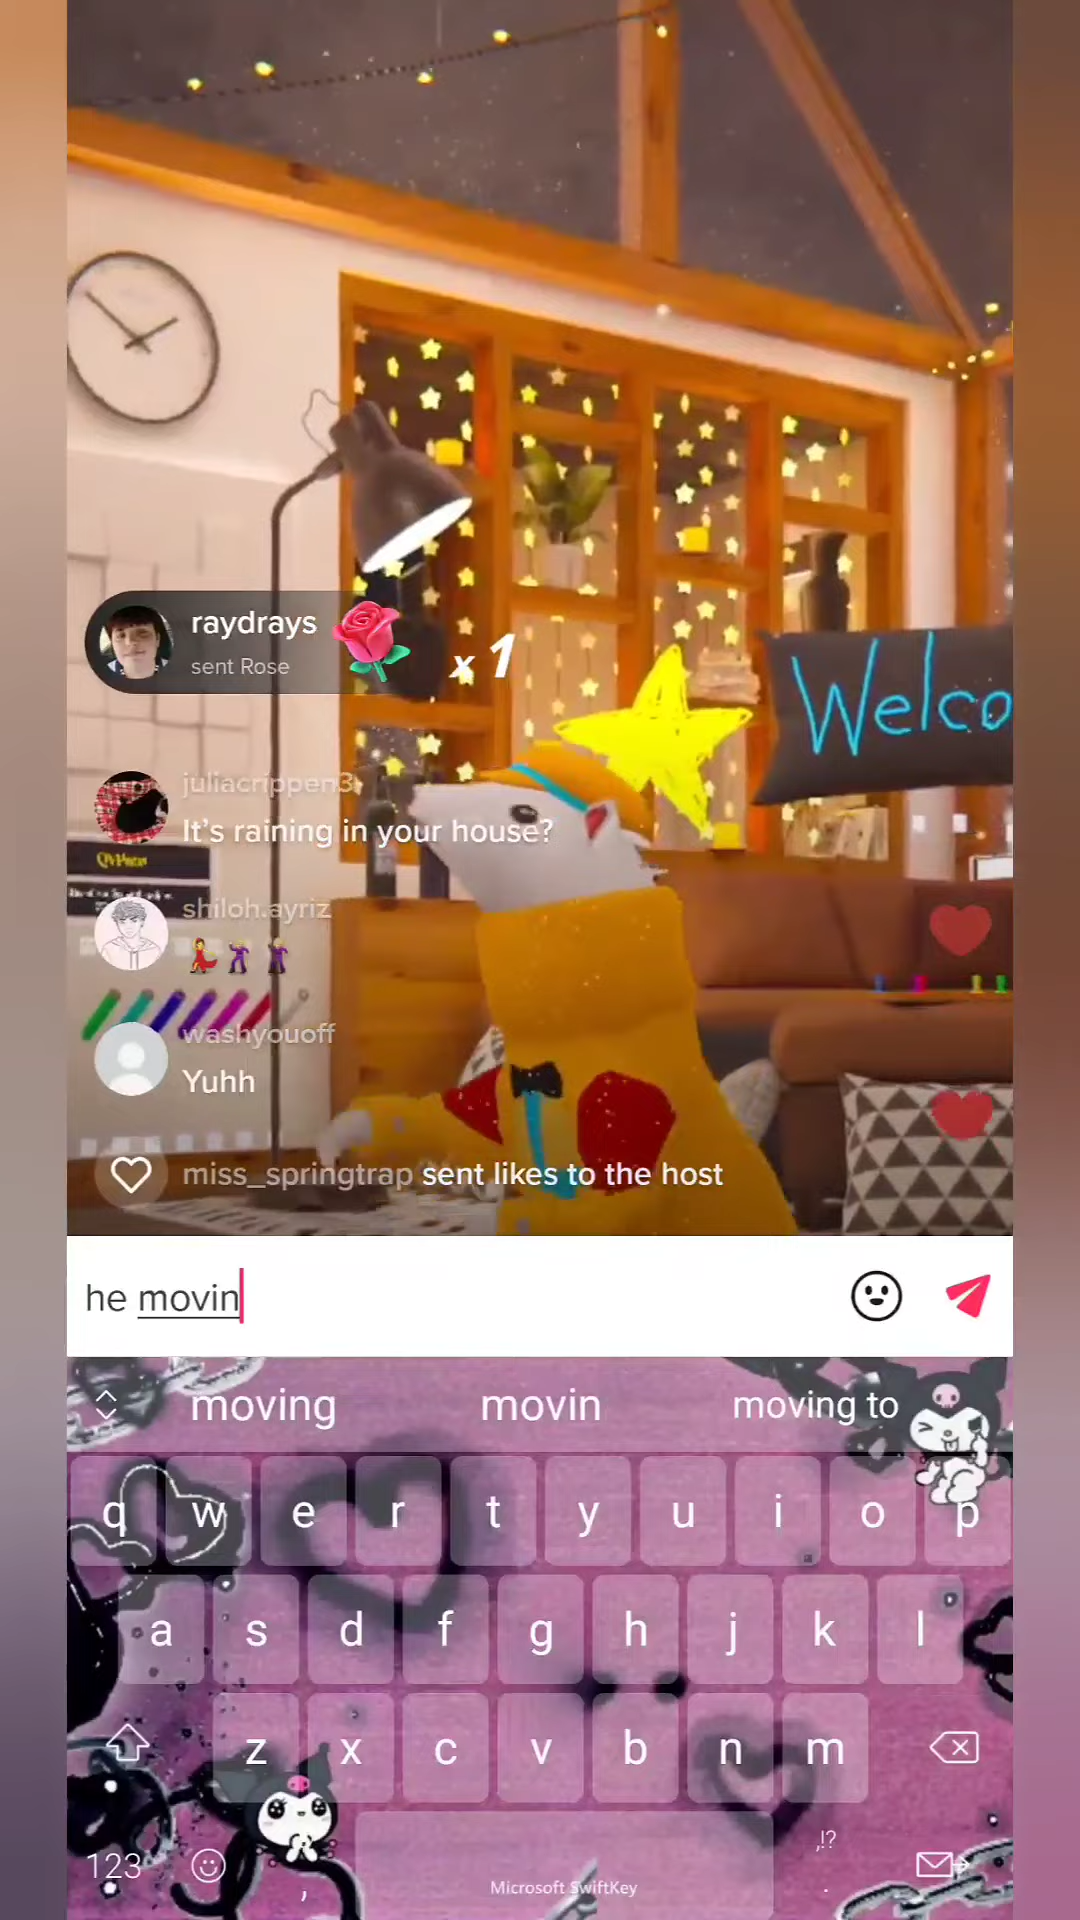 raydrays
sent Rose
x 1
Welco
juliacrippen3
It's raining in your house?
shiloh.ayriz
washyouoff
Yuhh
miss_springtrap sent likes to the host
he movin
moving movin moving to
q w e r t y u i o p
a s d f g h j k l
z x c v b n m
,!?
123 , Microsoft SwiftKey .